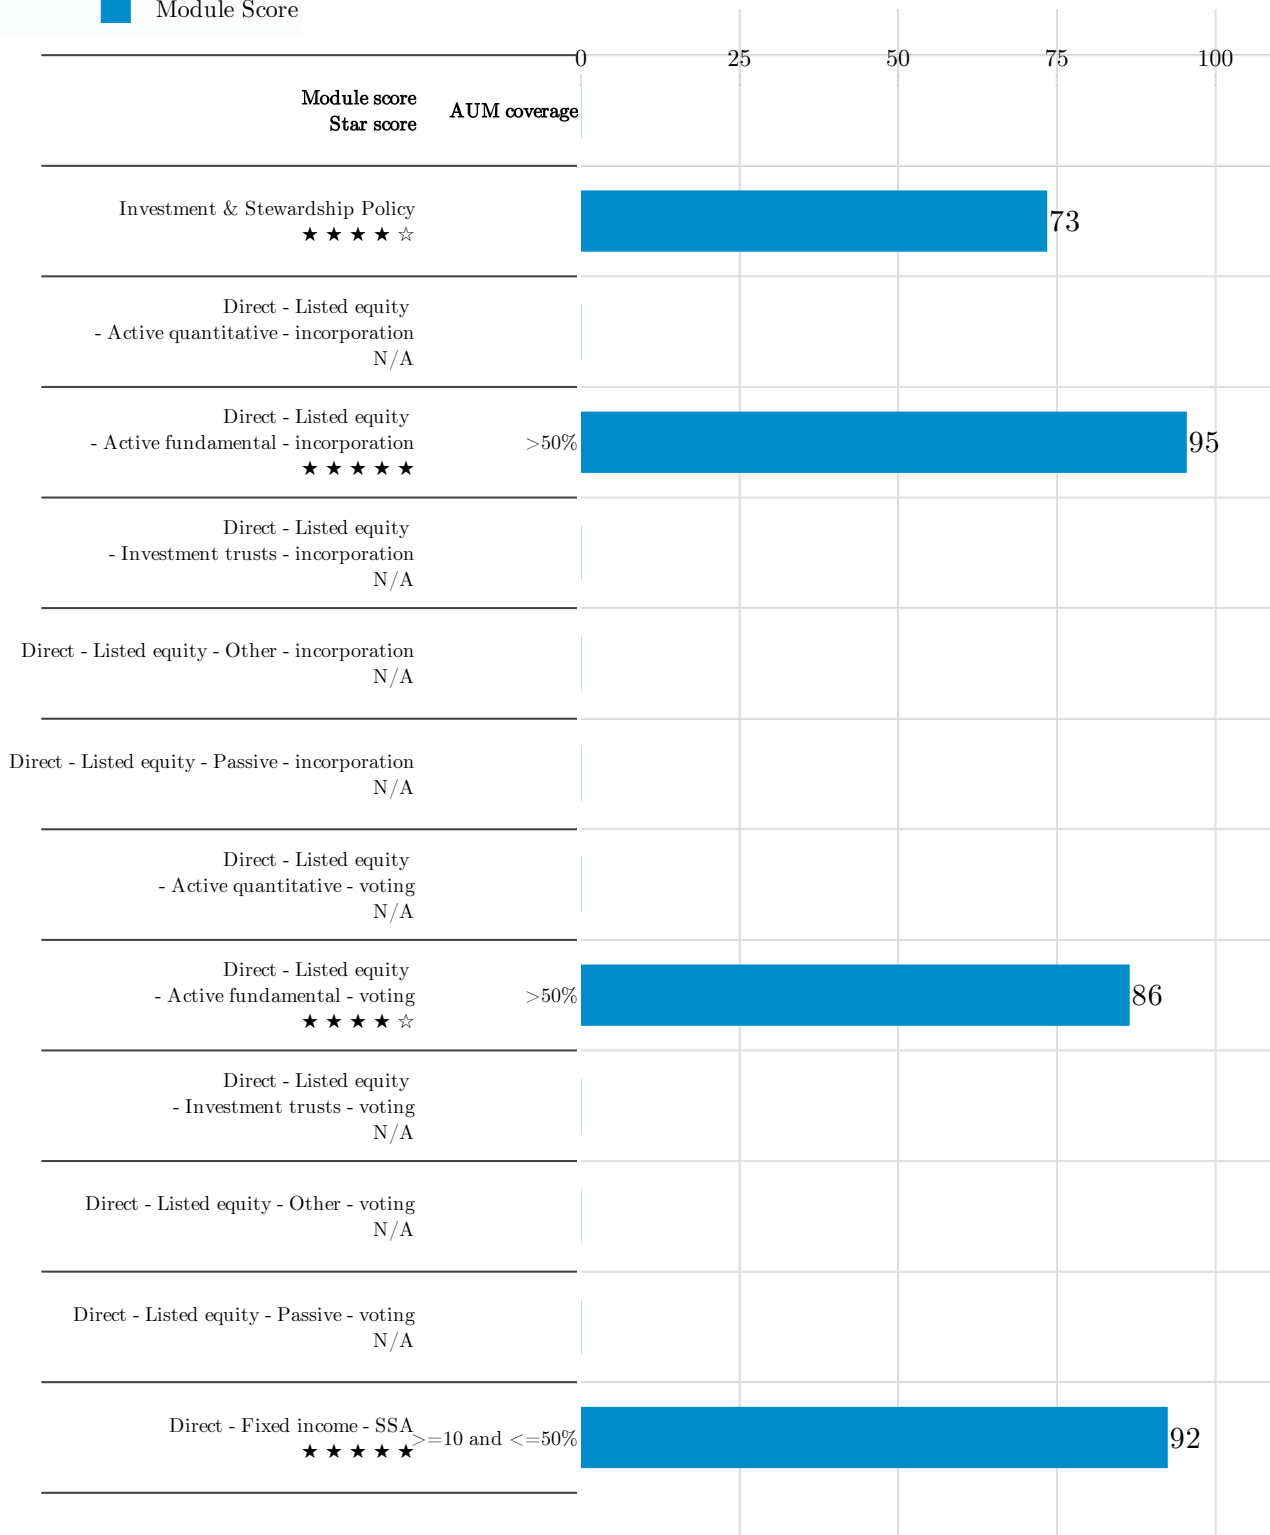 Module Score
0 25 50 75 100
Module score
Star score
AUM coverage
Investment & Stewardship Policy
★ ★ ★ ★ ☆
73
Direct - Listed equity
- Active quantitative - incorporation
N/A
Direct - Listed equity
- Active fundamental - incorporation
★ ★ ★ ★ ★
>50%
95
Direct - Listed equity
- Investment trusts - incorporation
N/A
Direct - Listed equity - Other - incorporation
N/A
Direct - Listed equity - Passive - incorporation
N/A
Direct - Listed equity
- Active quantitative - voting
N/A
Direct - Listed equity
- Active fundamental - voting
★ ★ ★ ★ ☆
>50%
86
Direct - Listed equity
- Investment trusts - voting
N/A
Direct - Listed equity - Other - voting
N/A
Direct - Listed equity - Passive - voting
N/A
Direct - Fixed income - SSA
★ ★ ★ ★ ★
>=10 and <=50%
92